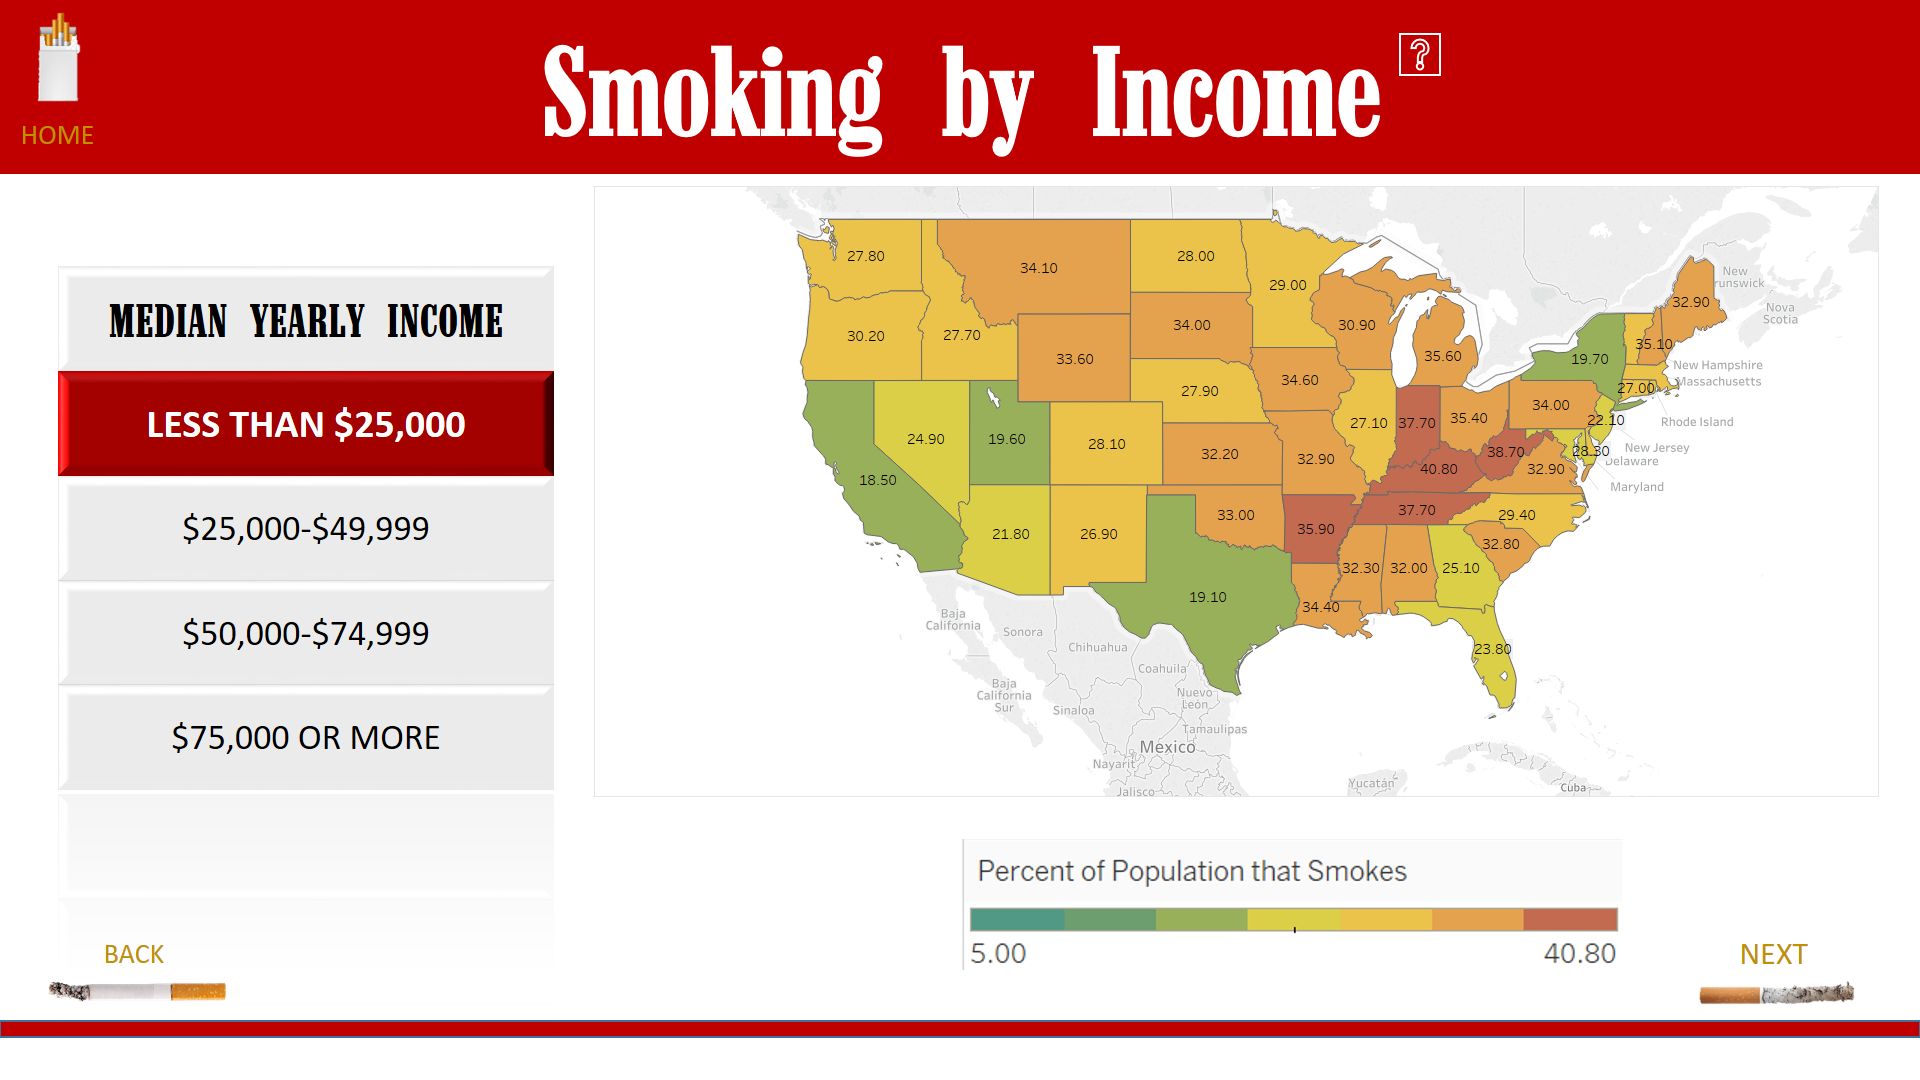 HOME
Smoking by Income
?
MEDIAN YEARLY INCOME
LESS THAN $25,000
$25,000-$49,999
$50,000-$74,999
$75,000 OR MORE
BACK
27.80
34.10
28.00
29.00
30.20
27.70
33.60
34.00
30.90
35.60
32.90
35.10
19.70
27.00
New
runswick
Nova
Scotia
New Hampshire
Massachusetts
Rhode Island
New Jersey
Delaware
Maryland
18.50
24.90
19.60
28.10
27.90
34.60
27.10
37.70
35.40
34.00
22.10
28.30
32.20
32.90
40.80
38.70
32.90
21.80
26.90
33.00
35.90
37.70
29.40
32.80
19.10
34.40
32.30
32.00
25.10
23.80
Baja
California
Sonora
Chihuahua
Coahuila
Baja
California
Sur
Sinaloa
Nuevo
León
Tamaulipas
Mexico
Nayarit
Jalisco
Yucatán
Cuba
Percent of Population that Smokes
5.00
40.80
NEXT